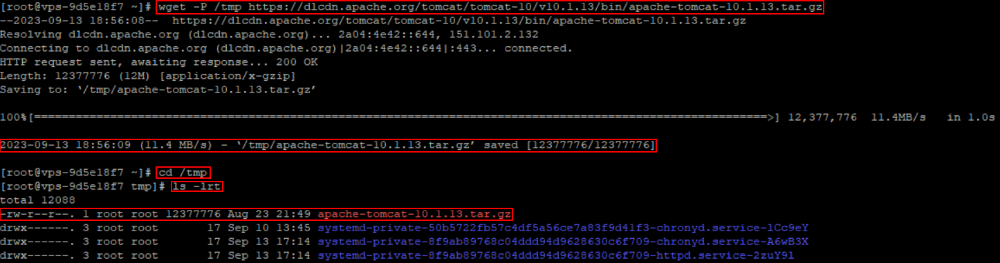 [root@vps-9d5e18f7 ~]# wget -P /tmp https://dlcdn.apache.org/tomcat/tomcat-10/v10.1.13/bin/apache-tomcat-10.1.13.tar.gz
--2023-09-13 18:56:08--  https://dlcdn.apache.org/tomcat/tomcat-10/v10.1.13/bin/apache-tomcat-10.1.13.tar.gz
Resolving dlcdn.apache.org (dlcdn.apache.org)... 2a04:4e42::644, 151.101.2.132
Connecting to dlcdn.apache.org (dlcdn.apache.org)|2a04:4e42::644|:443... connected.
HTTP request sent, awaiting response... 200 OK
Length: 12377776 (12M) [application/x-gzip]
Saving to: ‘/tmp/apache-tomcat-10.1.13.tar.gz’
100%[==========================================================================================================>] 12,377,776  11.4MB/s   in 1.0s
2023-09-13 18:56:09 (11.4 MB/s) - ‘/tmp/apache-tomcat-10.1.13.tar.gz’ saved [12377776/12377776]
[root@vps-9d5e18f7 ~]# cd /tmp
[root@vps-9d5e18f7 tmp]# ls -lrt
total 12088
-rw-r--r--. 1 root root 12377776 Aug 23 21:49 apache-tomcat-10.1.13.tar.gz
drwx------. 3 root root       17 Sep 10 13:45 systemd-private-50b5722fb57c4df5a56ce7a83f9d41f3-chronyd.service-lCc9eY
drwx------. 3 root root       17 Sep 13 17:14 systemd-private-8f9ab89768c04ddd94d9628630c6f709-chronyd.service-A6wB3X
drwx------. 3 root root       17 Sep 13 17:14 systemd-private-8f9ab89768c04ddd94d9628630c6f709-httpd.service-2zuY9l